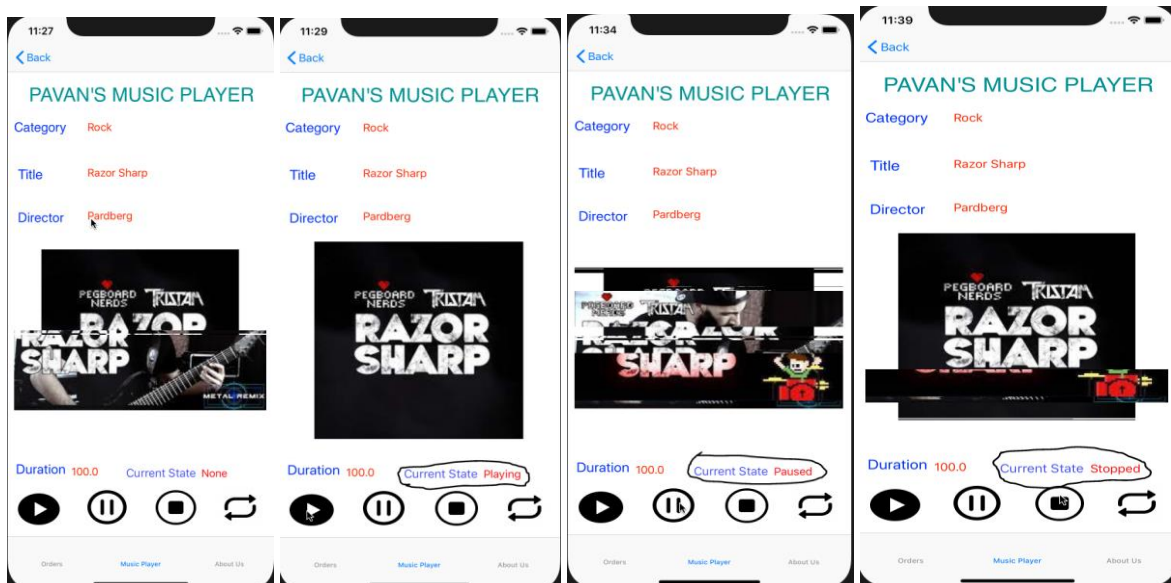 11:27
Back
PAVAN'S MUSIC PLAYER
Category Rock
Title Razor Sharp
Director Pardberg
PEGBOARD NERDS TRISTAM
RAZOR
SHARP
METAL REMIX
Duration 100.0 Current State None
Orders Music Player About Us
11:29
Back
PAVAN'S MUSIC PLAYER
Category Rock
Title Razor Sharp
Director Pardberg
PEGBOARD NERDS TRISTAM
RAZOR
SHARP
Duration 100.0 Current State Playing
Orders Music Player About Us
11:34
Back
PAVAN'S MUSIC PLAYER
Category Rock
Title Razor Sharp
Director Pardberg
PEGBOARD NERDS TRISTAM
SHARP
Duration 100.0 Current State Paused
Orders Music Player About Us
11:39
Back
PAVAN'S MUSIC PLAYER
Category Rock
Title Razor Sharp
Director Pardberg
PEGBOARD NERDS TRISTAM
RAZOR
SHARP
Duration 100.0 Current State Stopped
Orders Music Player About Us